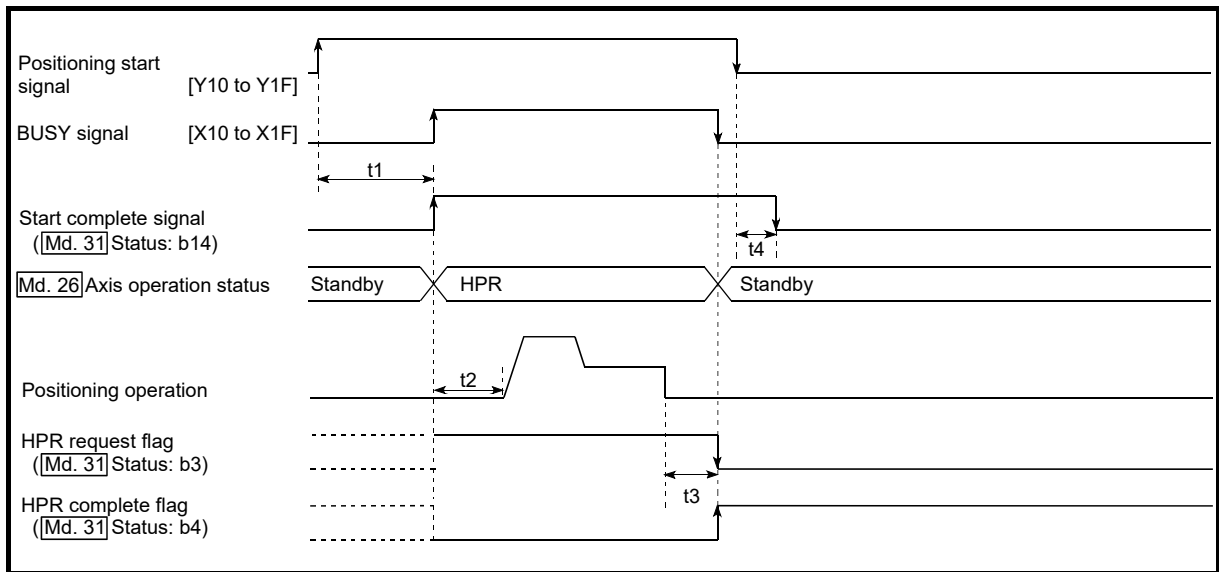 Positioning start
signal [Y10 to Y1F]
BUSY signal [X10 to X1F]
t1
Start complete signal
(Md. 31 Status: b14)
t4
Md. 26 Axis operation status Standby HPR Standby
t2
Positioning operation
HPR request flag
(Md. 31 Status: b3)
t3
HPR complete flag
(Md. 31 Status: b4)